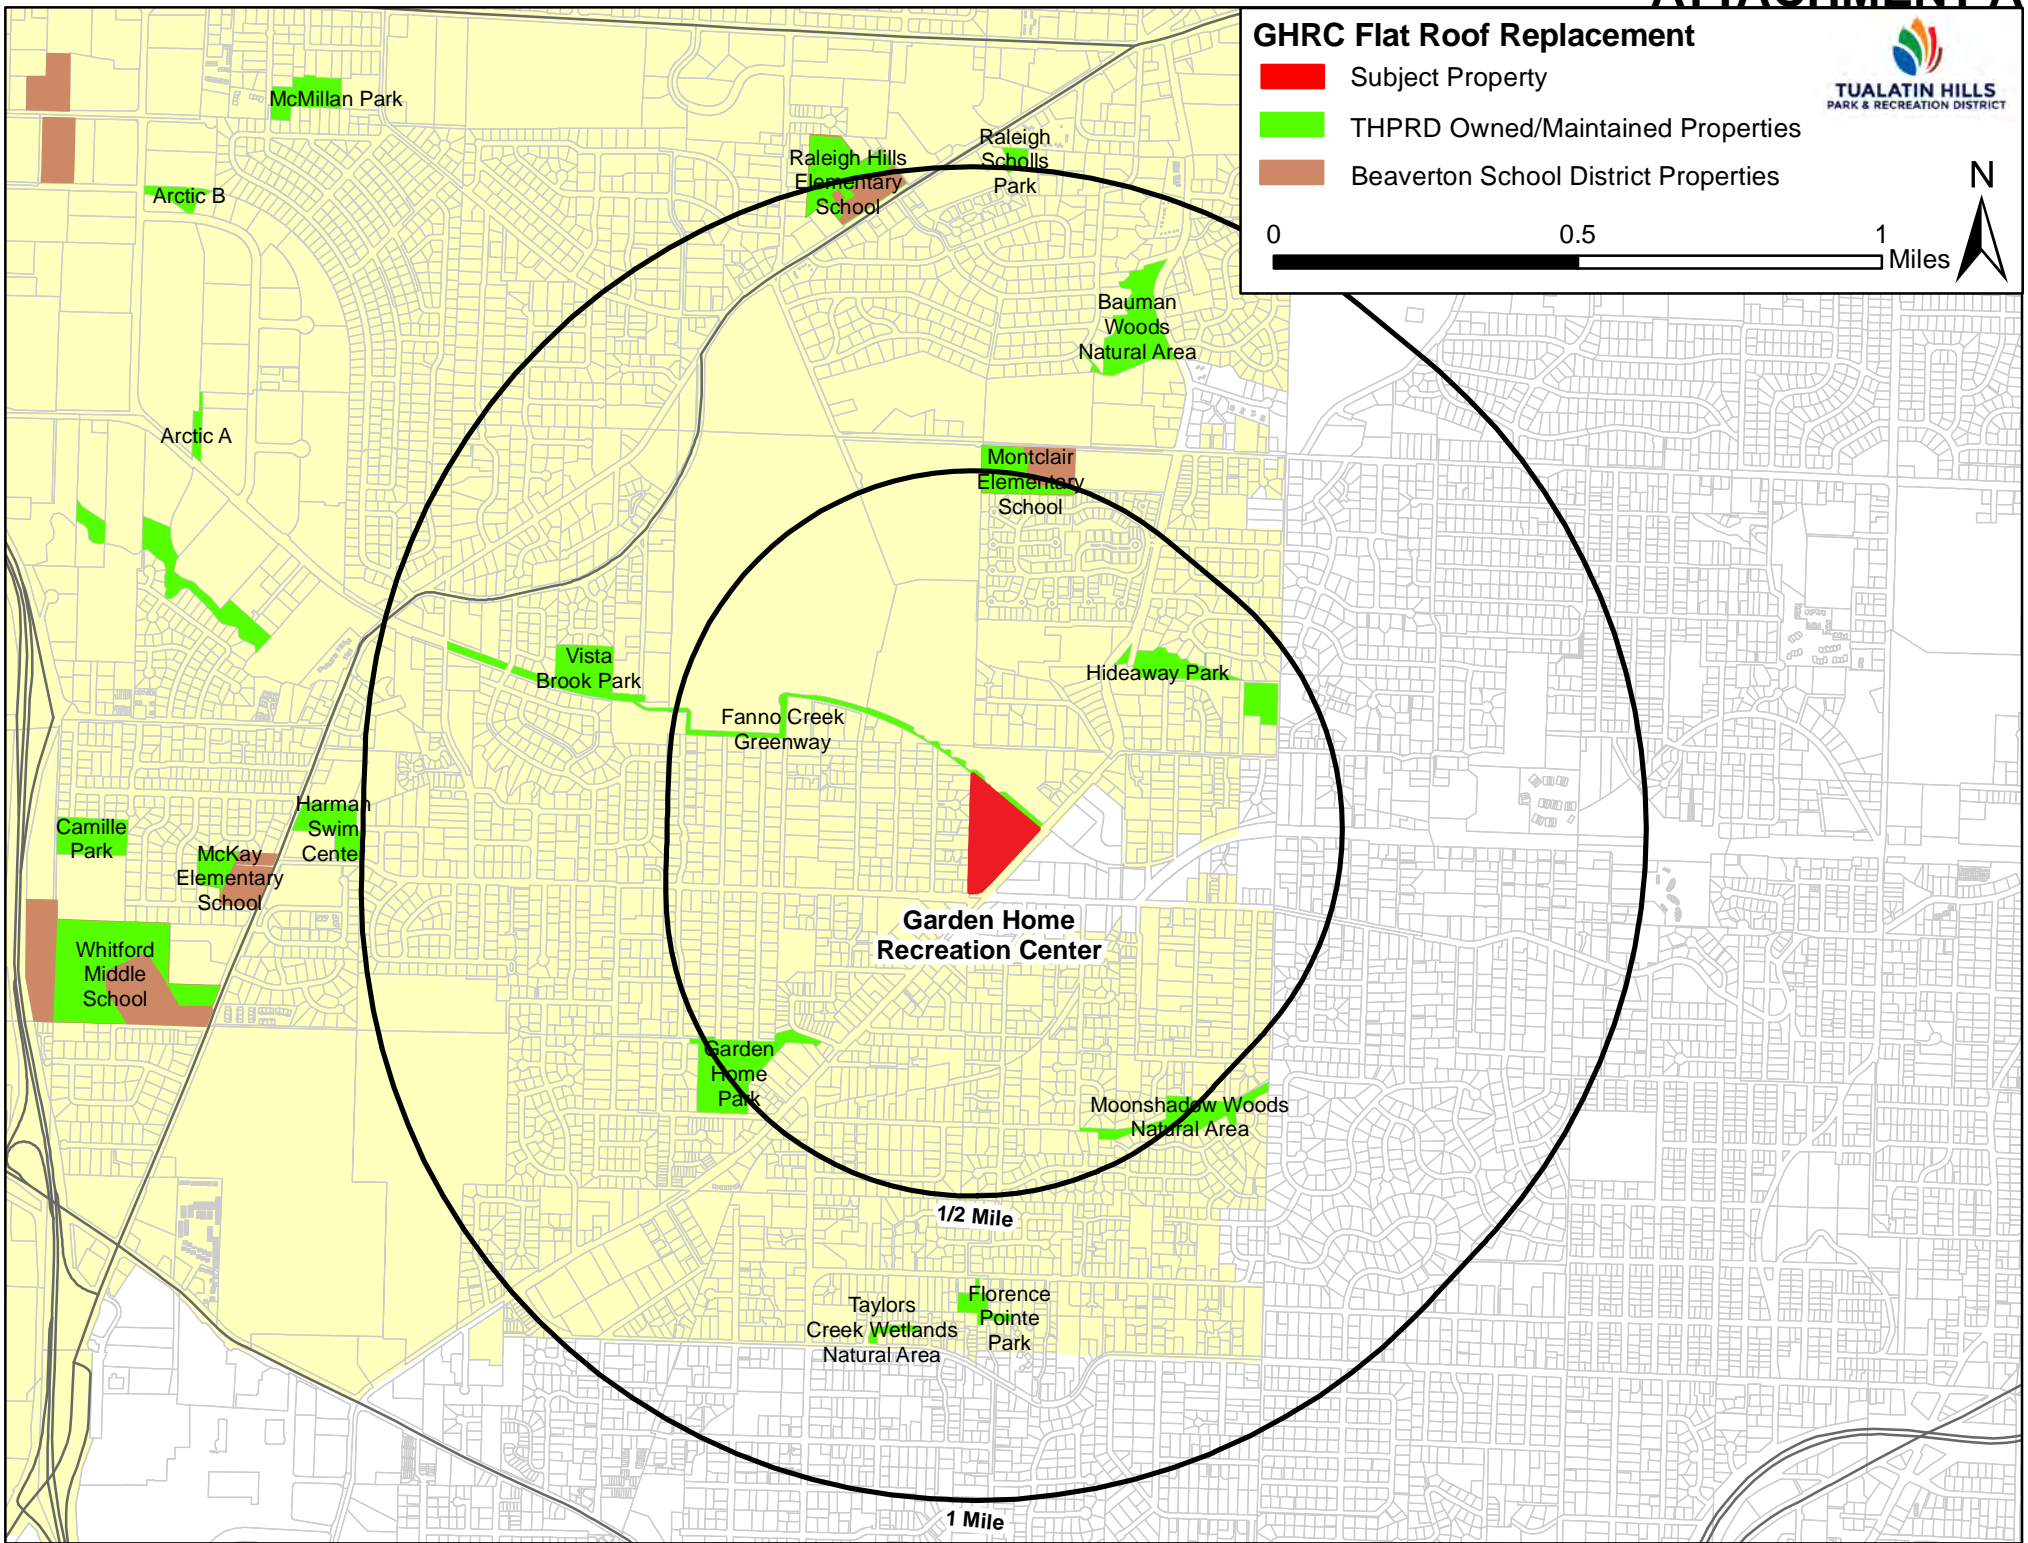 ATTACHMENT A
GHRC Flat Roof Replacement
Subject Property
THPRD Owned/Maintained Properties
Beaverton School District Properties
TUALATIN HILLS
PARK & RECREATION DISTRICT
N
0
0.5
1
Miles
McMillan Park
Raleigh Hills
Elementary
School
Raleigh
Scholls
Park
Arctic B
Bauman
Woods
Natural Area
Arctic A
Montclair
Elementary
School
Vista
Brook Park
Hideaway Park
Fanno Creek
Greenway
Harman
Swim
Center
Camille
Park
McKay
Elementary
School
Garden Home
Recreation Center
Whitford
Middle
School
Garden
Home
Park
Moonshadow Woods
Natural Area
1/2 Mile
Taylors
Creek Wetlands
Natural Area
Florence
Pointe
Park
1 Mile